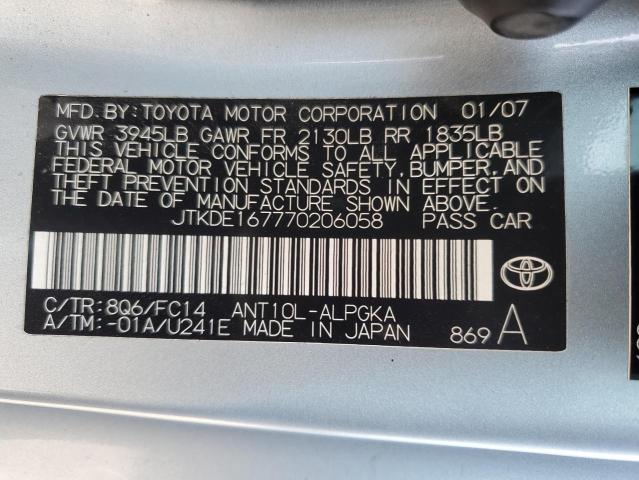 MFD. BY: TOYOTA MOTOR CORPORATION 01/07
GVWR 3945LB GAWR FR 2130LB RR 1835LB
THIS VEHICLE CONFORMS TO ALL APPLICABLE
FEDERAL MOTOR VEHICLE SAFETY, BUMPER, AND
THEFT PREVENTION STANDARDS IN EFFECT ON
THE DATE OF MANUFACTURE SHOWN ABOVE.
JTKDE167770206058 PASS CAR
C/TR: 8Q6/FC14 ANT10L-ALPGKA
A/TM: -01A/U241E MADE IN JAPAN
869 A